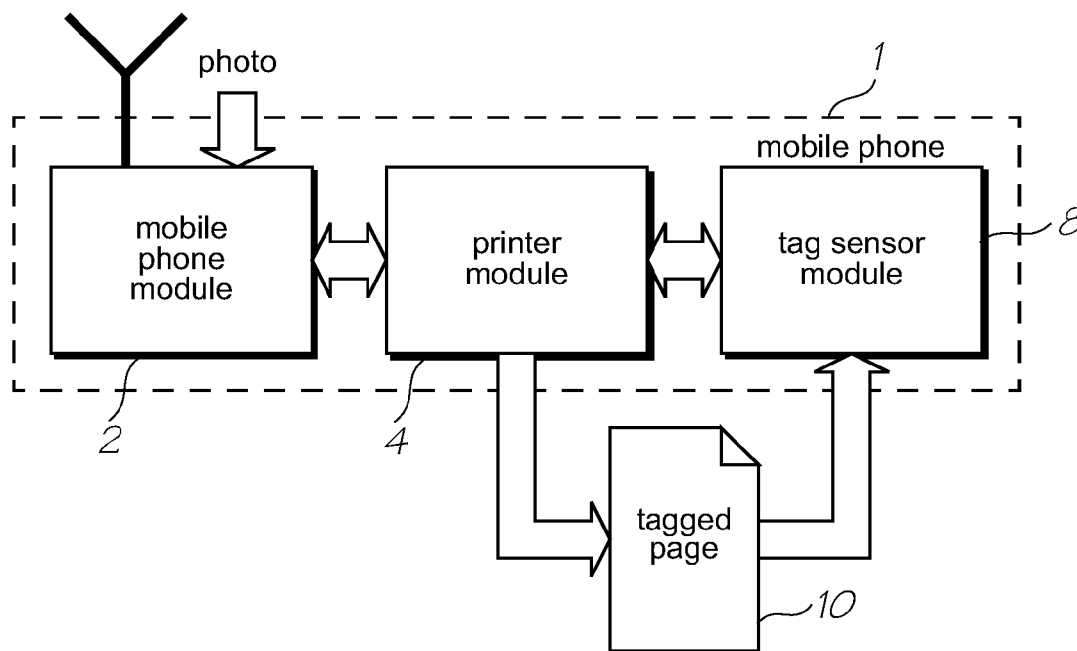 photo
1
mobile phone
mobile
phone
module
printer
module
tag sensor
module
8
2
4
tagged
page
10